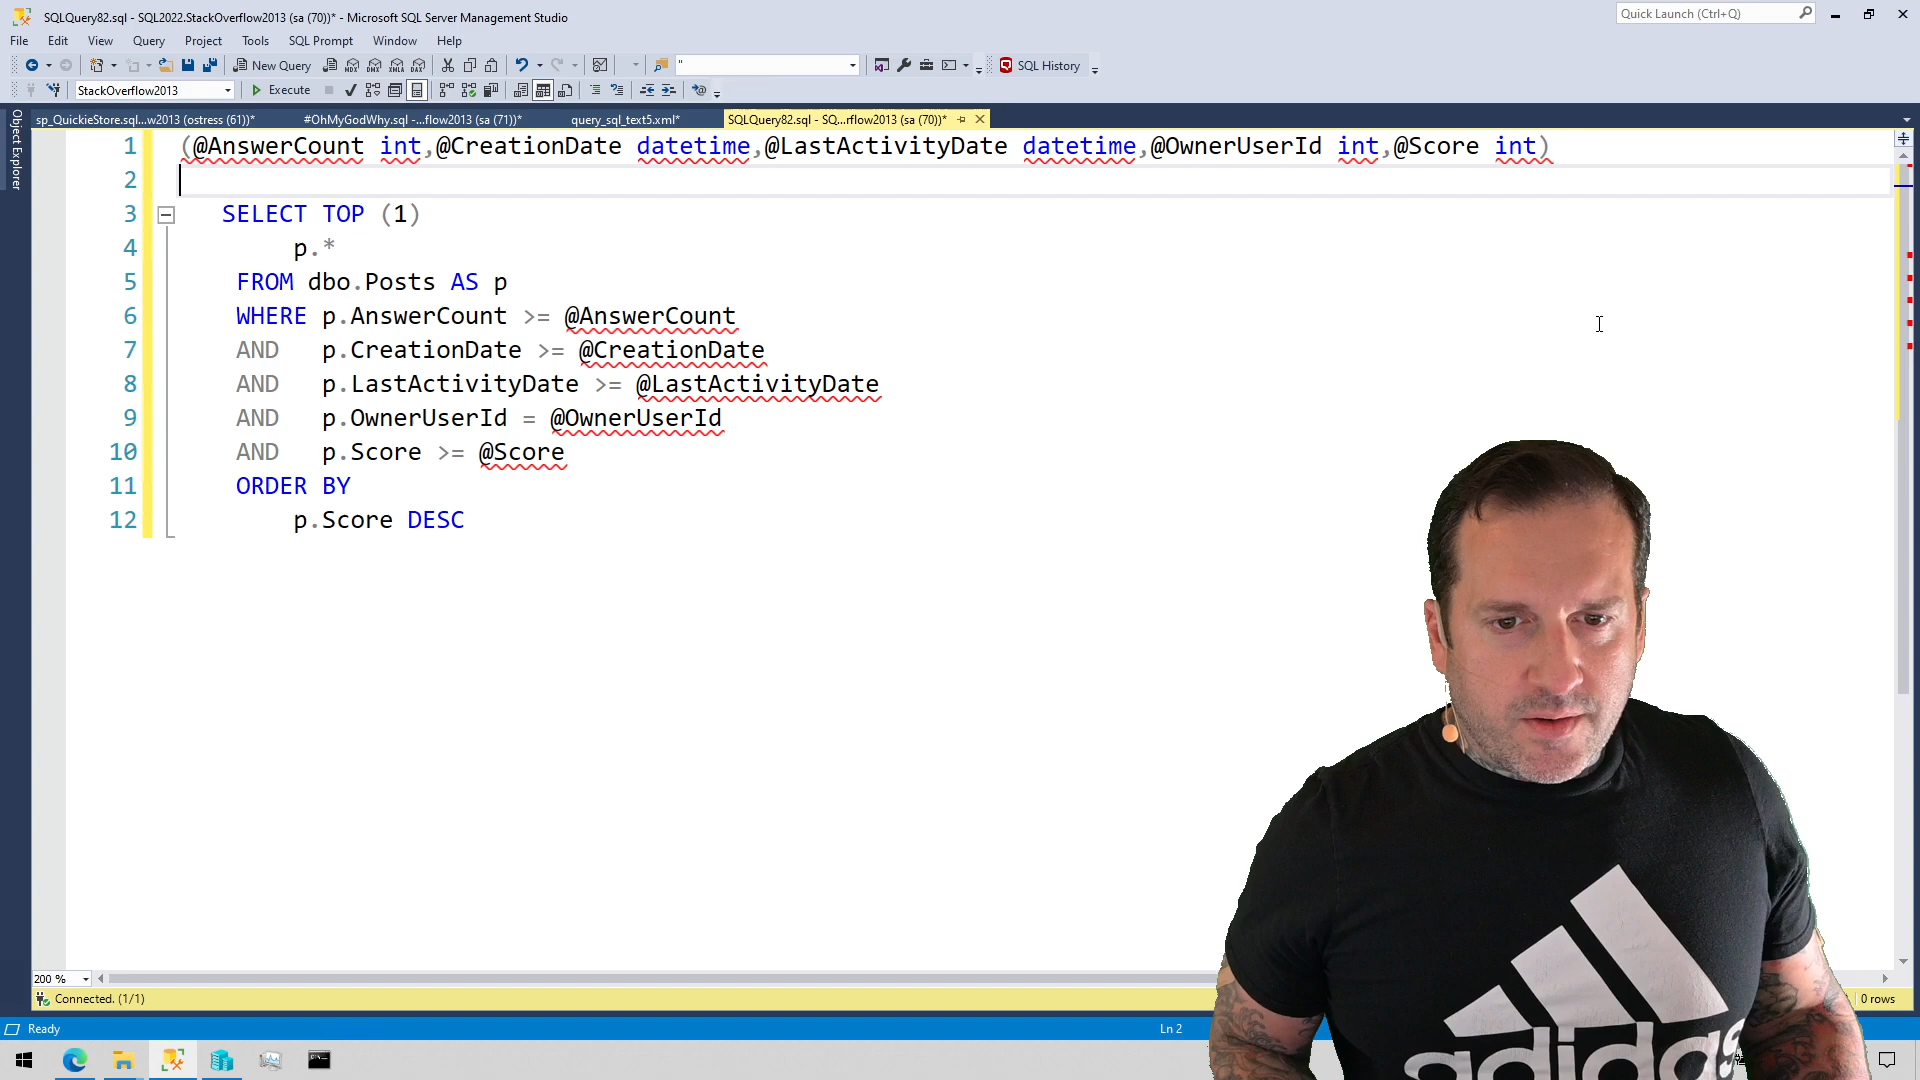 SQLQuery82.sql - SQL2022.StackOverflow2013 (sa (70))* - Microsoft SQL Server Management Studio
Quick Launch (Ctrl+Q)
File Edit View Query Project Tools SQL Prompt Window Help
New Query
MDX DMX XMLA DAX
"
SQL History
StackOverflow2013
Execute
Object Explorer
sp_QuickieStore.sql...w2013 (ostress (61))*
#OhMyGodWhy.sql -...flow2013 (sa (71))*
query_sql_text5.xml*
SQLQuery82.sql - SQ...rflow2013 (sa (70))*
1 (@AnswerCount int,@CreationDate datetime,@LastActivityDate datetime,@OwnerUserId int,@Score int)
2
3 SELECT TOP (1)
4 p.*
5 FROM dbo.Posts AS p
6 WHERE p.AnswerCount >= @AnswerCount
7 AND p.CreationDate >= @CreationDate
8 AND p.LastActivityDate >= @LastActivityDate
9 AND p.OwnerUserId = @OwnerUserId
10 AND p.Score >= @Score
11 ORDER BY
12 p.Score DESC
200 %
Connected. (1/1)
0 rows
Ready
Ln 2
adidas